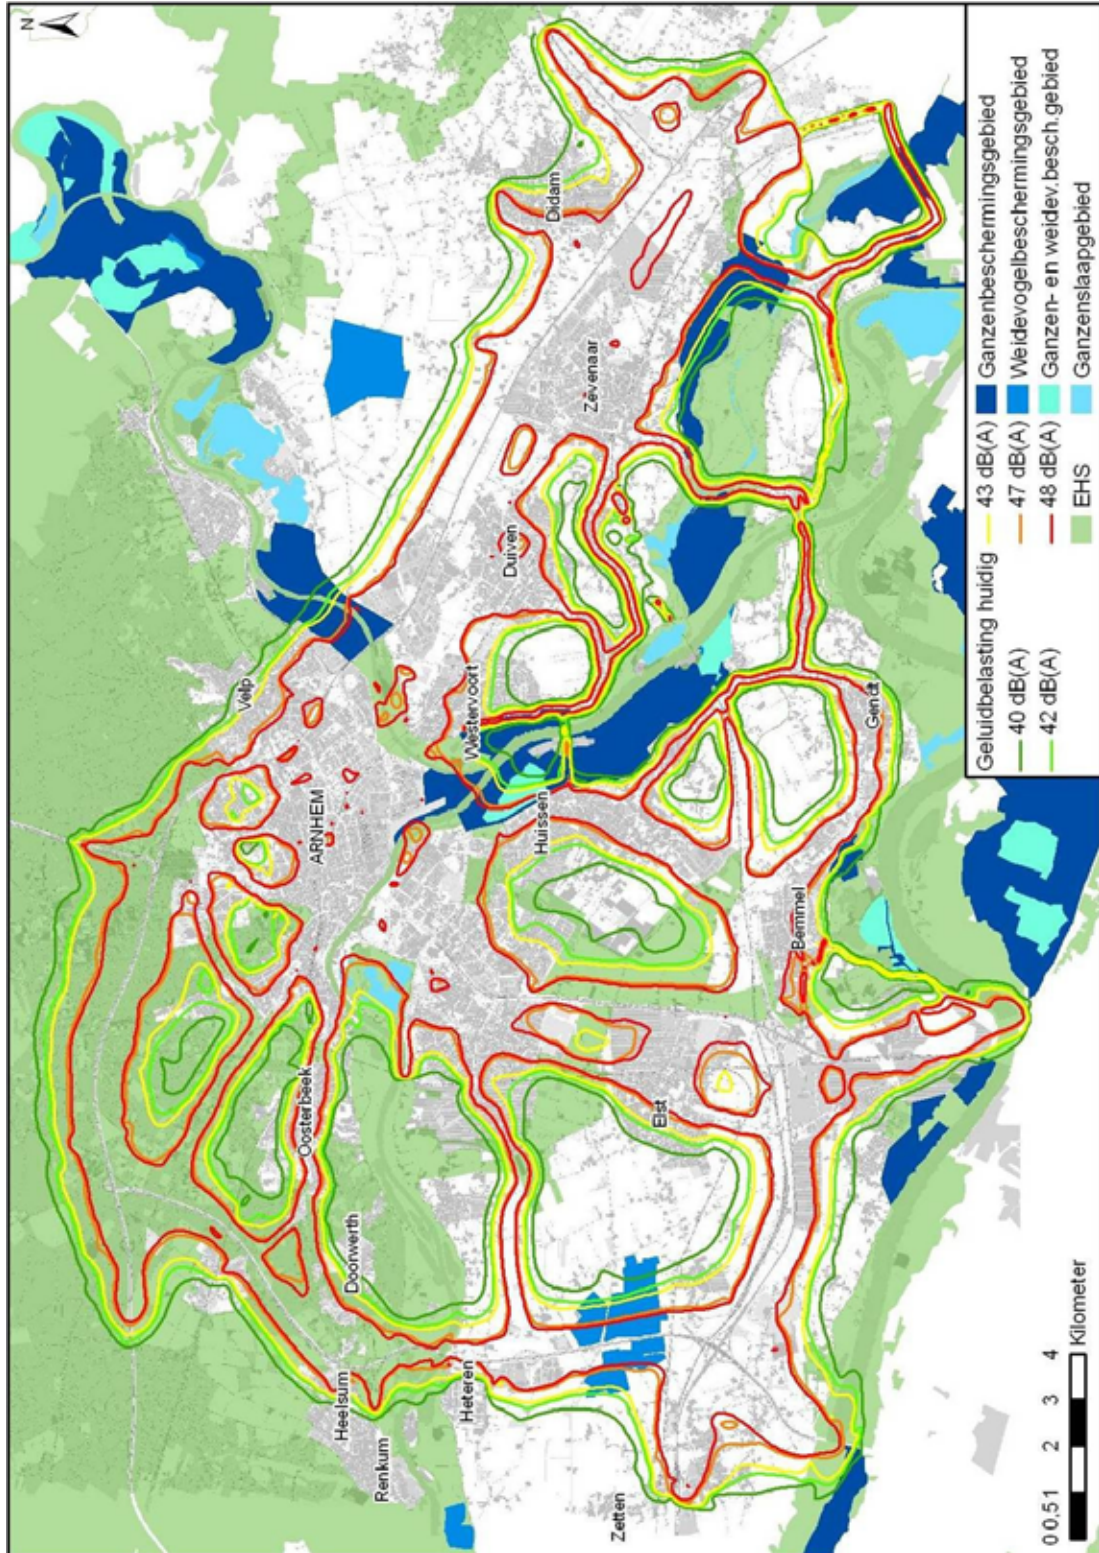 N
Didam
Zevenaar
Duiven
Velp
Westervoort
ARNHEM
Huissen
Gendt
Bemmel
Oosterbeek
Elst
Doorwerth
Heelsum
Heteren
Renkum
Zetten
Geluidbelasting huidig
40 dB(A)
42 dB(A)
43 dB(A)
47 dB(A)
48 dB(A)
EHS
Ganzenbeschermingsgebied
Weidevogelbeschermingsgebied
Ganzen- en weidev.besch.gebied
Ganzenslaapgebied
0 0.5 1 2 3 4 Kilometer